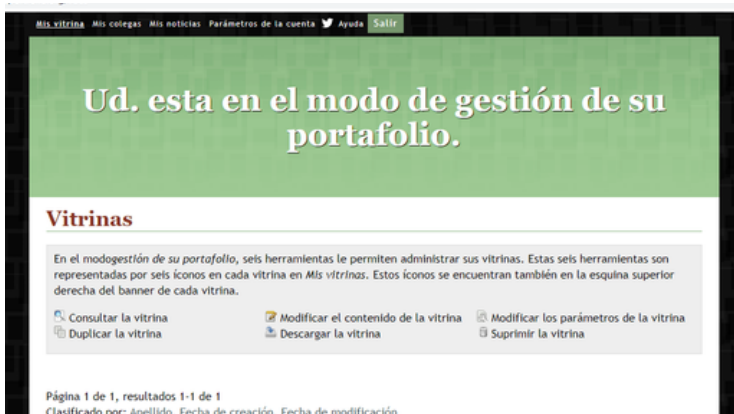 Mis vitrina Mis colegas Mis noticias Parámetros de la cuenta Ayuda Salir
Ud. esta en el modo de gestión de su
portafolio.
Vitrinas
En el modogestión de su portafolio, seis herramientas le permiten administrar sus vitrinas. Estas seis herramientas son
representadas por seis íconos en cada vitrina en Mis vitrinas. Estos íconos se encuentran también en la esquina superior
derecha del banner de cada vitrina.
Consultar la vitrina Modificar el contenido de la vitrina Modificar los parámetros de la vitrina
Duplicar la vitrina Descargar la vitrina Suprimir la vitrina
Página 1 de 1, resultados 1-1 de 1
Clasificado por: Apellido, Fecha de creación, Fecha de modificación